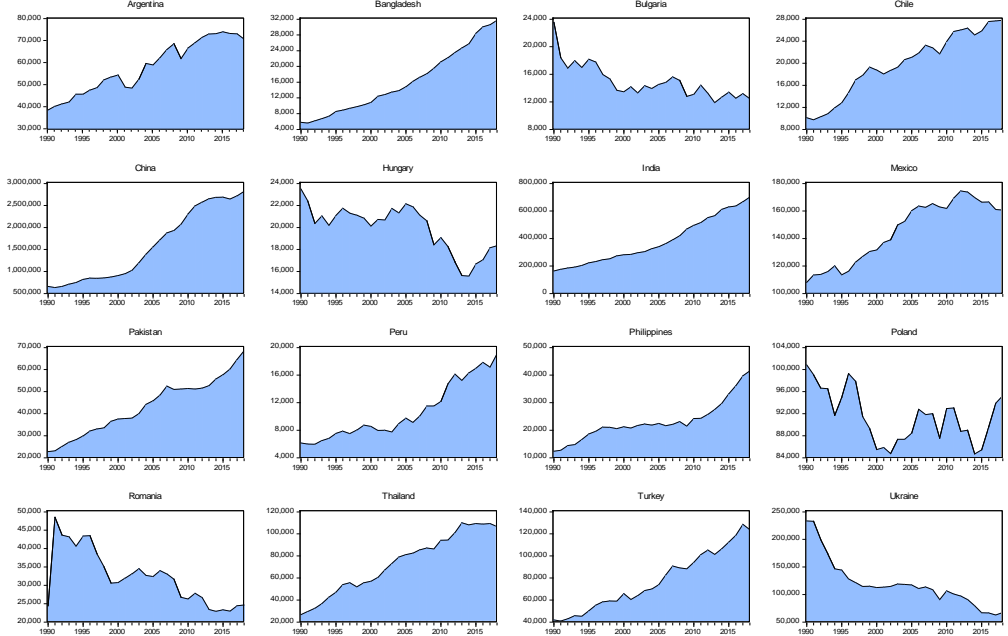 Argentina
80,000
70,000
60,000
50,000
40,000
30,000
1990 1995 2000 2005 2010 2015
Bangladesh
32,000
28,000
24,000
20,000
16,000
12,000
8,000
4,000
1990 1995 2000 2005 2010 2015
Bulgaria
24,000
20,000
16,000
12,000
8,000
1990 1995 2000 2005 2010 2015
Chile
28,000
24,000
20,000
16,000
12,000
8,000
1990 1995 2000 2005 2010 2015
China
3,000,000
2,500,000
2,000,000
1,500,000
1,000,000
500,000
1990 1995 2000 2005 2010 2015
Hungary
24,000
22,000
20,000
18,000
16,000
14,000
1990 1995 2000 2005 2010 2015
India
800,000
600,000
400,000
200,000
0
1990 1995 2000 2005 2010 2015
Mexico
180,000
160,000
140,000
120,000
100,000
1990 1995 2000 2005 2010 2015
Pakistan
70,000
60,000
50,000
40,000
30,000
20,000
1990 1995 2000 2005 2010 2015
Peru
20,000
16,000
12,000
8,000
4,000
1990 1995 2000 2005 2010 2015
Philippines
50,000
40,000
30,000
20,000
10,000
1990 1995 2000 2005 2010 2015
Poland
104,000
100,000
96,000
92,000
88,000
84,000
1990 1995 2000 2005 2010 2015
Romania
50,000
45,000
40,000
35,000
30,000
25,000
20,000
1990 1995 2000 2005 2010 2015
Thailand
120,000
100,000
80,000
60,000
40,000
20,000
1990 1995 2000 2005 2010 2015
Turkey
140,000
120,000
100,000
80,000
60,000
40,000
1990 1995 2000 2005 2010 2015
Ukraine
250,000
200,000
150,000
100,000
50,000
1990 1995 2000 2005 2010 2015